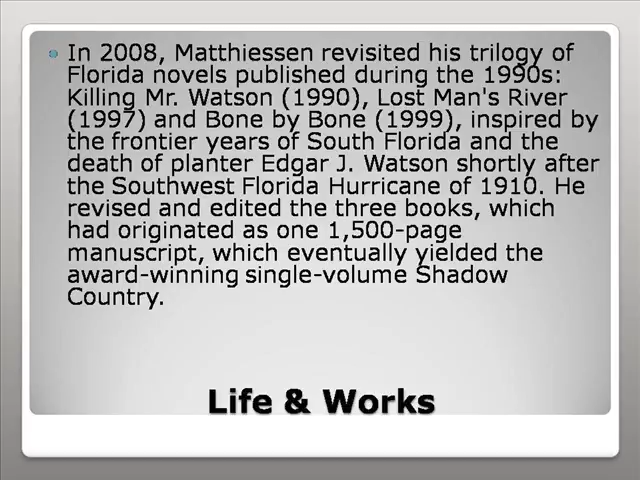 In 2008, Matthiessen revisited his trilogy of
Florida novels published during the 1990s:
Killing Mr. Watson (1990), Lost Man's River
(1997) and Bone by Bone (1999), inspired by
the frontier years of South Florida and the
death of planter Edgar J. Watson shortly after
the Southwest Florida Hurricane of 1910. He
revised and edited the three books, which
had originated as one 1,500-page
manuscript, which eventually yielded the
award-winning single-volume Shadow
Country.
Life & Works